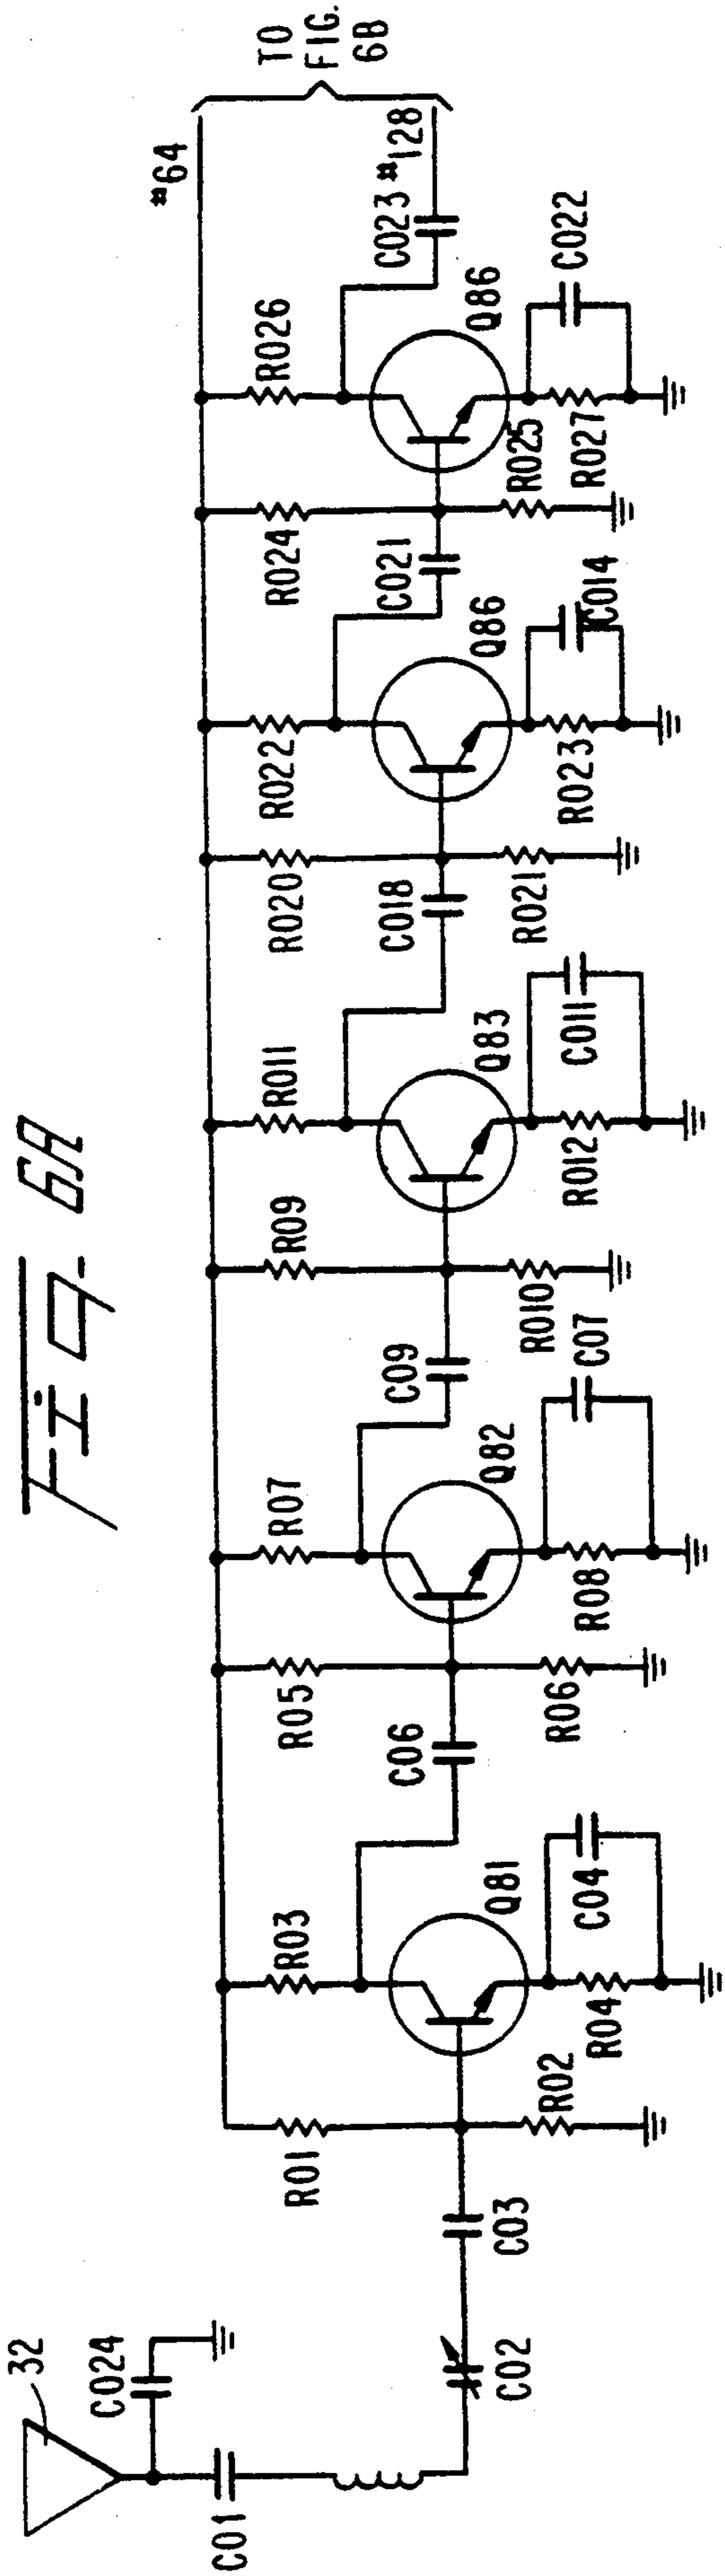 Fig. 6A
32
C024
C01
C02
C03
R01
R02
R03
Q81
R04
C04
C06
R05
R06
R07
Q82
R08
C07
C09
R09
R010
R011
Q83
R012
C011
C018
R020
R021
R022
Q86
R023
C014
C021
R024
R025
R026
Q86
R027
C022
C023
#64
#128
TO
FIG.
6B